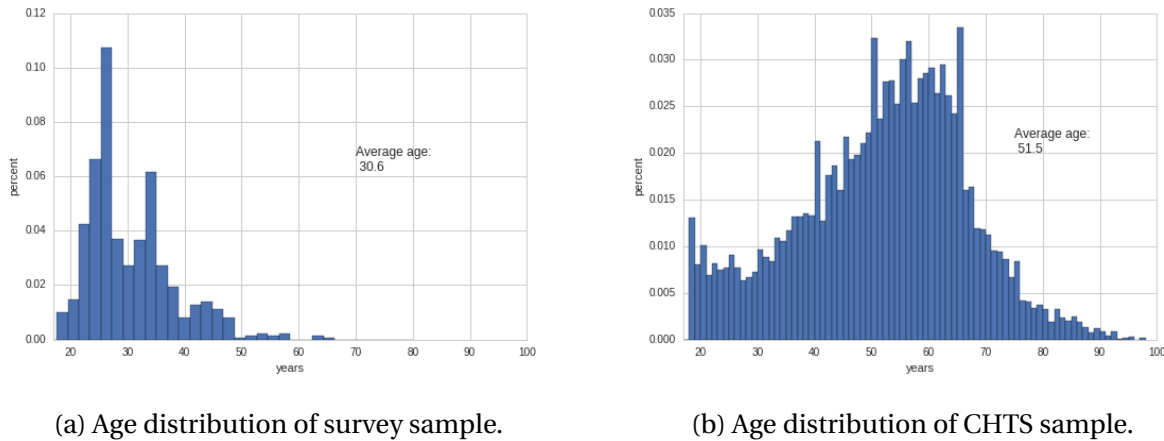 0.12
0.10
0.08
0.06
0.04
0.02
0.00
percent
20 30 40 50 60 70 80 90 100
years
Average age:
30.6
0.035
0.030
0.025
0.020
0.015
0.010
0.005
0.000
percent
20 30 40 50 60 70 80 90 100
years
Average age:
51.5
(a) Age distribution of survey sample.
(b) Age distribution of CHTS sample.